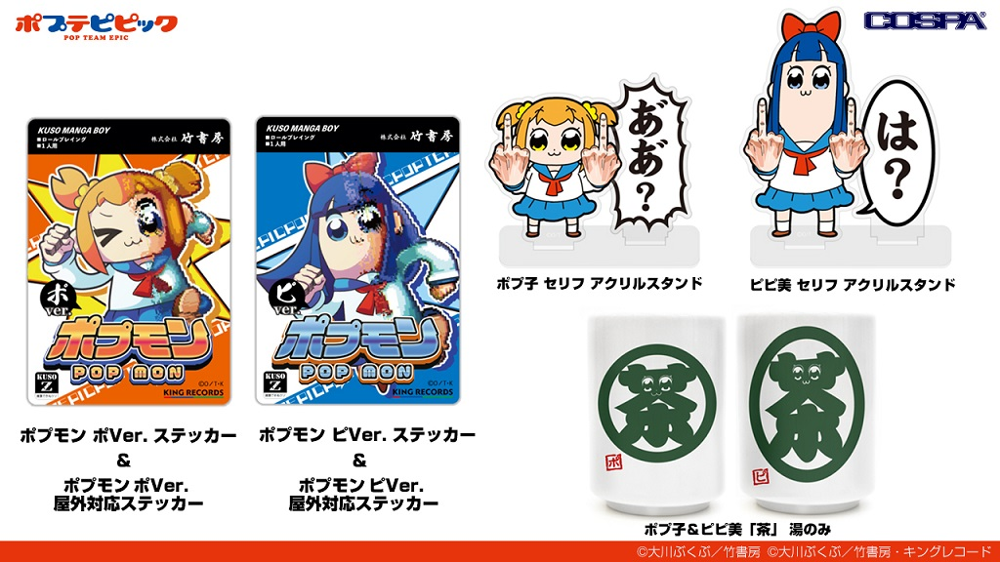 ポプテピピック
POP TEAM EPIC
COSPA
KUSO MANGA BOY
■ロールプレイング
■1人用
株式会社 竹書房
ポ
ver.
ポプモン
POP MON
KUSO
Z
©O/T・K
KING RECORDS
KUSO MANGA BOY
■ロールプレイング
■1人用
株式会社 竹書房
ピ
ver.
ポプモン
POP MON
KUSO
Z
©O/T・K
KING RECORDS
ポプモン ポVer. ステッカー
&
ポプモン ポVer.
屋外対応ステッカー
ポプモン ピVer. ステッカー
&
ポプモン ピVer.
屋外対応ステッカー
あ゙あ゙?
は?
ポプ子 セリフ アクリルスタンド
ピピ美 セリフ アクリルスタンド
茶
ポ
茶
ピ
ポプ子&ピピ美「茶」 湯のみ
©大川ぶくぶ/竹書房 ©大川ぶくぶ/竹書房・キングレコード